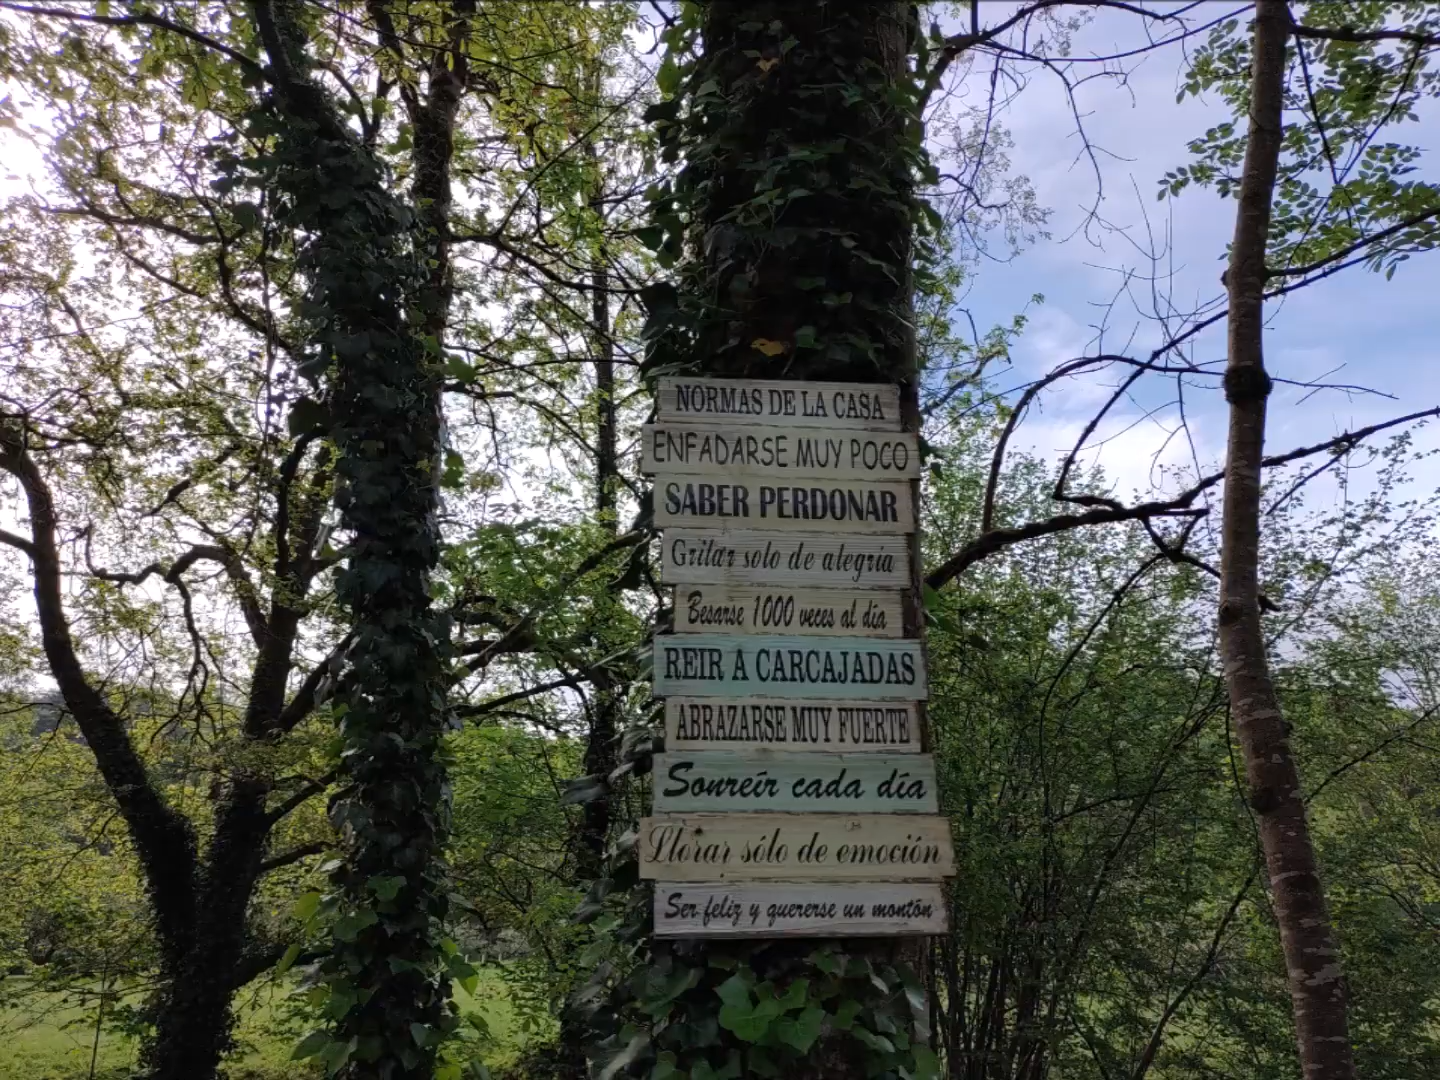 NORMAS DE LA CASA
ENFADARSE MUY POCO
SABER PERDONAR
Gritar solo de alegria
Besarse 1000 veces al día
REIR A CARCAJADAS
ABRAZARSE MUY FUERTE
Sonreír cada día
Llorar sólo de emoción
Ser feliz y quererse un montón